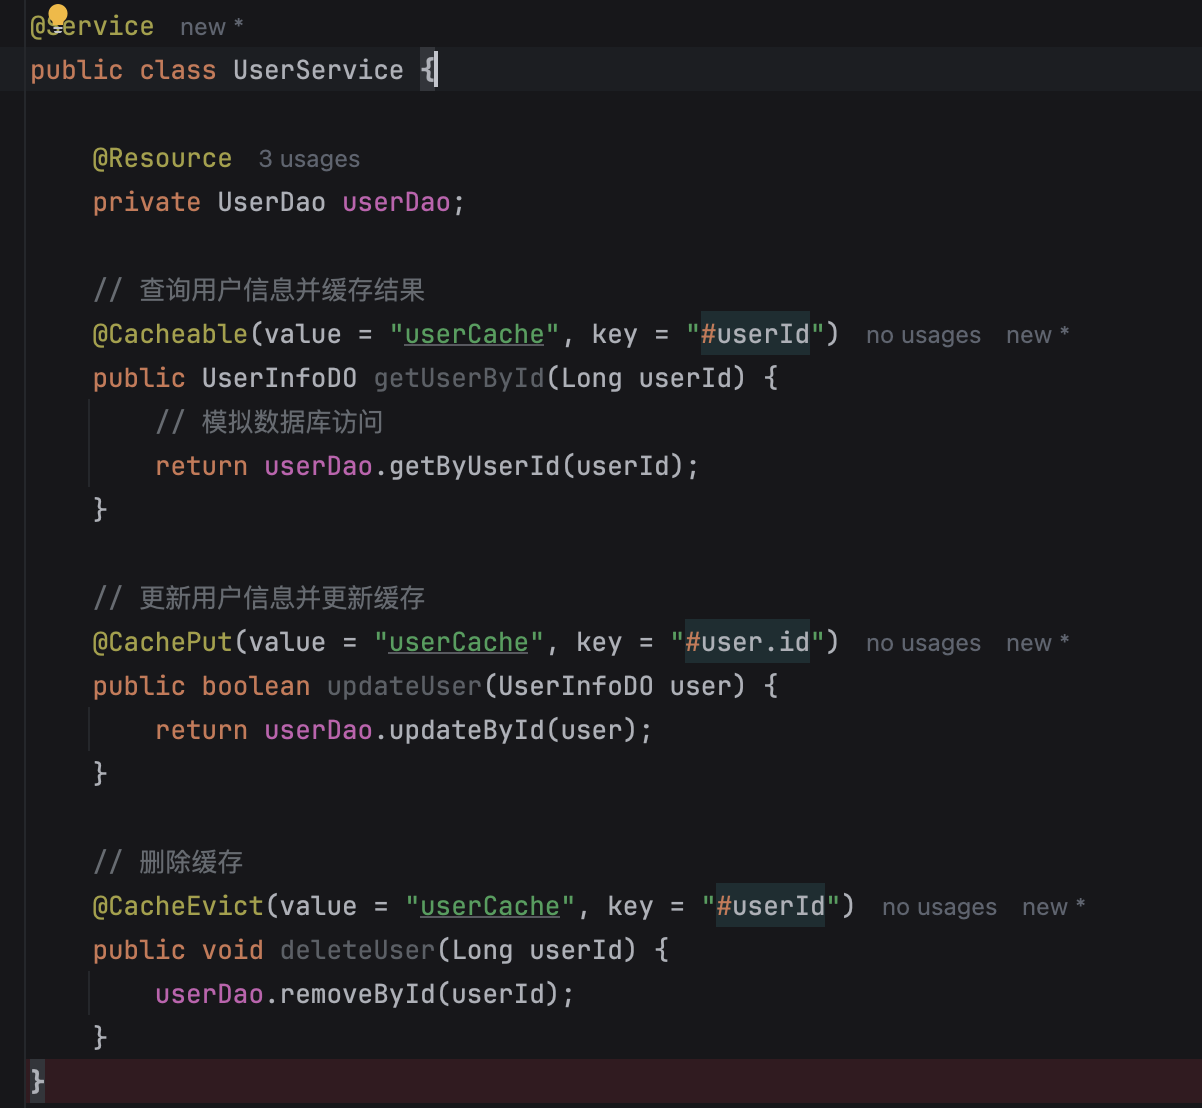 @Service new *
public class UserService {
@Resource 3 usages
private UserDao userDao;
// 查询用户信息并缓存结果
@Cacheable(value = "userCache", key = "#userId") no usages new *
public UserInfoDO getUserById(Long userId) {
// 模拟数据库访问
return userDao.getByUserId(userId);
}
// 更新用户信息并更新缓存
@CachePut(value = "userCache", key = "#user.id") no usages new *
public boolean updateUser(UserInfoDO user) {
return userDao.updateById(user);
}
// 删除缓存
@CacheEvict(value = "userCache", key = "#userId") no usages new *
public void deleteUser(Long userId) {
userDao.removeById(userId);
}
}